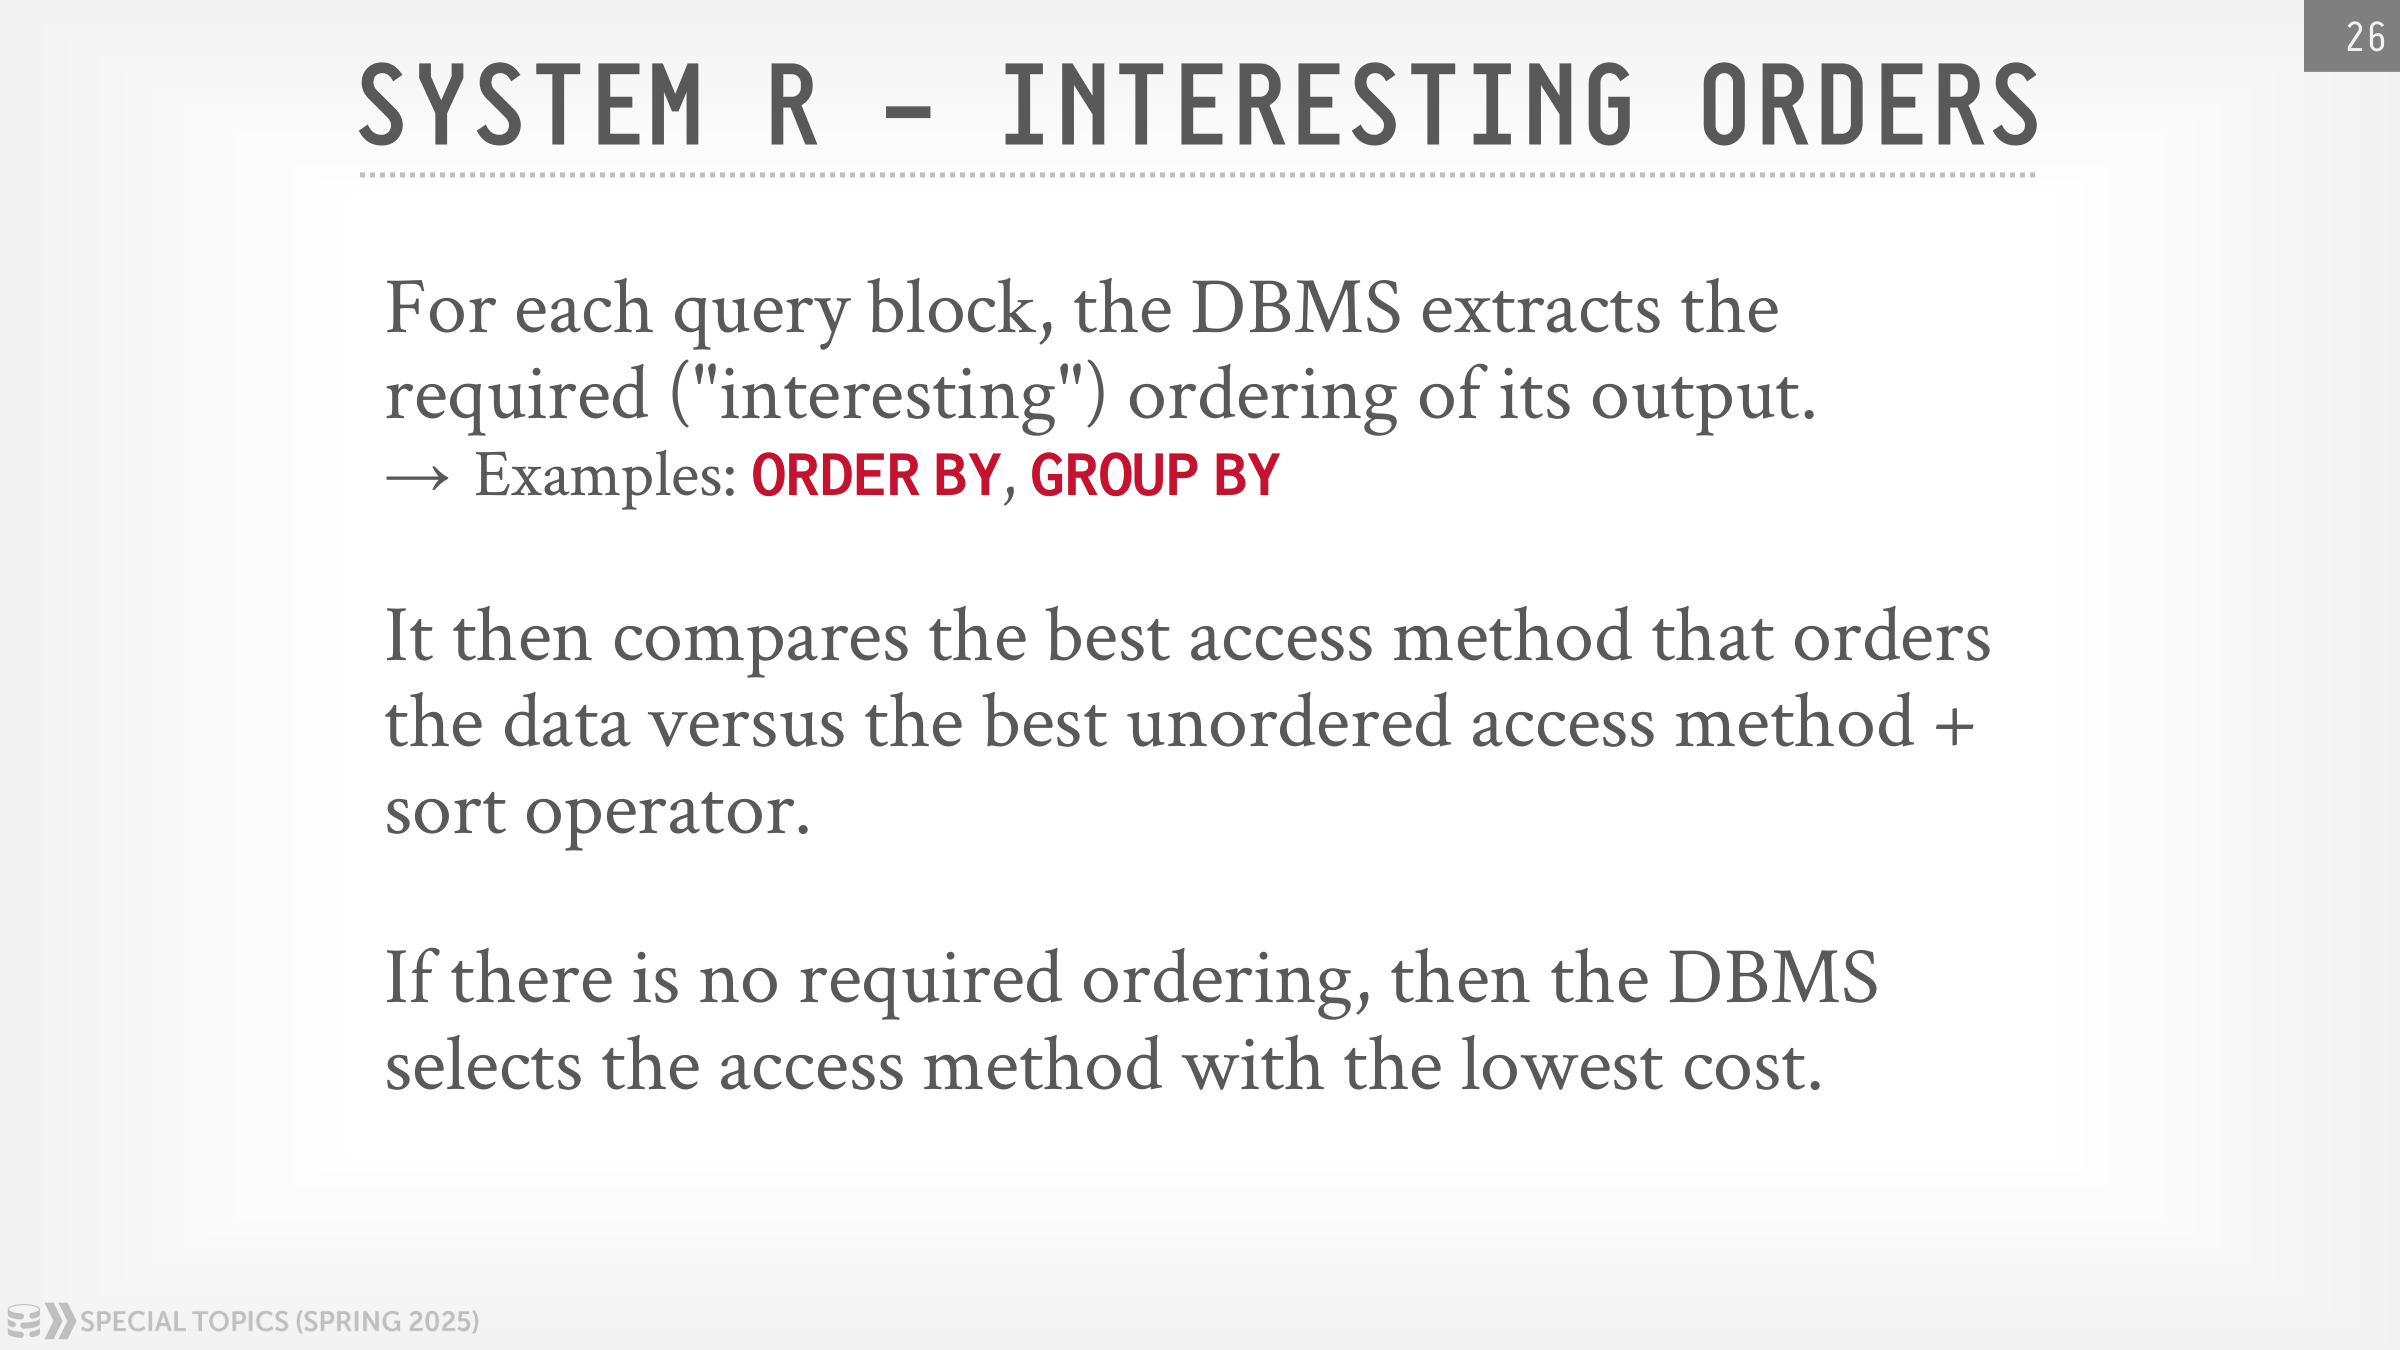 26
SYSTEM R – INTERESTING ORDERS
For each query block, the DBMS extracts the
required ("interesting") ordering of its output.
→ Examples: ORDER BY, GROUP BY
It then compares the best access method that orders
the data versus the best unordered access method +
sort operator.
If there is no required ordering, then the DBMS
selects the access method with the lowest cost.
SPECIAL TOPICS (SPRING 2025)